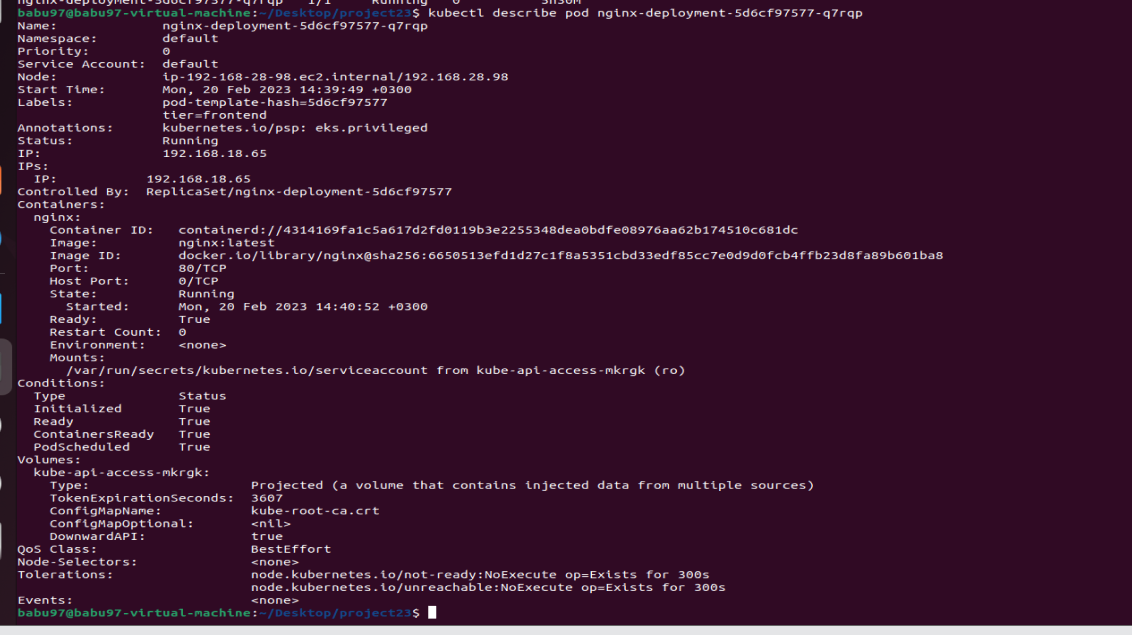 nginx-deployment-5d6cf97577-q7rqp   1/1     Running   0          3h30m
babu97@babu97-virtual-machine:~/Desktop/project23$ kubectl describe pod nginx-deployment-5d6cf97577-q7rqp
Name:             nginx-deployment-5d6cf97577-q7rqp
Namespace:        default
Priority:         0
Service Account:  default
Node:             ip-192-168-28-98.ec2.internal/192.168.28.98
Start Time:       Mon, 20 Feb 2023 14:39:49 +0300
Labels:           pod-template-hash=5d6cf97577
                  tier=frontend
Annotations:      kubernetes.io/psp: eks.privileged
Status:           Running
IP:               192.168.18.65
IPs:
  IP:           192.168.18.65
Controlled By:  ReplicaSet/nginx-deployment-5d6cf97577
Containers:
  nginx:
    Container ID:   containerd://4314169fa1c5a617d2fd0119b3e2255348dea0bdfe08976aa62b174510c681dc
    Image:          nginx:latest
    Image ID:       docker.io/library/nginx@sha256:6650513efd1d27c1f8a5351cbd33edf85cc7e0d9d0fcb4ffb23d8fa89b601ba8
    Port:           80/TCP
    Host Port:      0/TCP
    State:          Running
      Started:      Mon, 20 Feb 2023 14:40:52 +0300
    Ready:          True
    Restart Count:  0
    Environment:    <none>
    Mounts:
      /var/run/secrets/kubernetes.io/serviceaccount from kube-api-access-mkrgk (ro)
Conditions:
  Type              Status
  Initialized       True
  Ready             True
  ContainersReady   True
  PodScheduled      True
Volumes:
  kube-api-access-mkrgk:
    Type:                    Projected (a volume that contains injected data from multiple sources)
    TokenExpirationSeconds:  3607
    ConfigMapName:           kube-root-ca.crt
    ConfigMapOptional:       <nil>
    DownwardAPI:             true
QoS Class:                   BestEffort
Node-Selectors:              <none>
Tolerations:                 node.kubernetes.io/not-ready:NoExecute op=Exists for 300s
                             node.kubernetes.io/unreachable:NoExecute op=Exists for 300s
Events:                      <none>
babu97@babu97-virtual-machine:~/Desktop/project23$